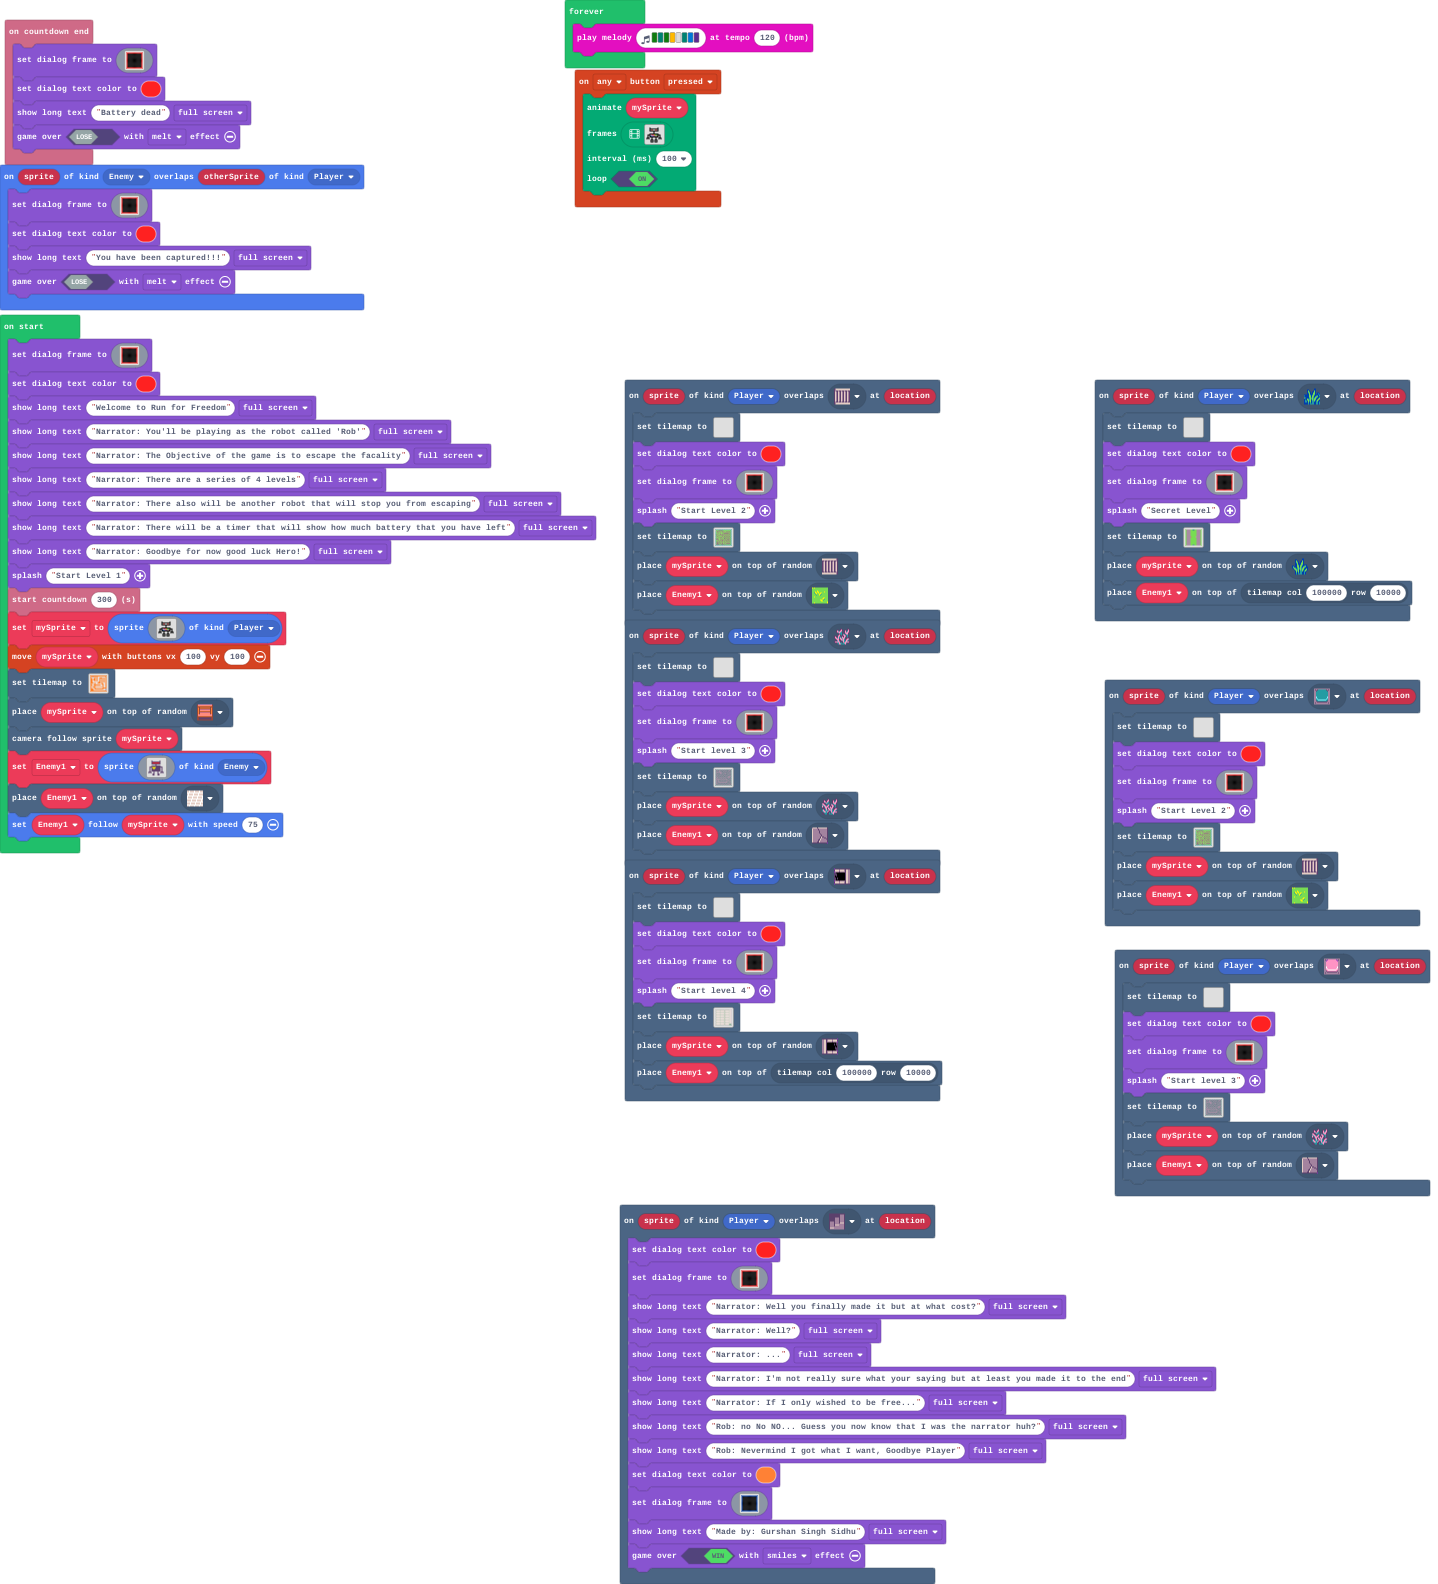 on countdown end
set dialog frame to
set dialog text color to
show long text "Battery dead" full screen
game over LOSE with melt effect
on sprite of kind Enemy overlaps otherSprite of kind Player
set dialog frame to
set dialog text color to
show long text "You have been captured!!!" full screen
game over LOSE with melt effect
on start
set dialog frame to
set dialog text color to
show long text "Welcome to Run for Freedom" full screen
show long text "Narrator: You'll be playing as the robot called 'Rob'" full screen
show long text "Narrator: The Objective of the game is to escape the facality" full screen
show long text "Narrator: There are a series of 4 levels" full screen
show long text "Narrator: There also will be another robot that will stop you from escaping" full screen
show long text "Narrator: There will be a timer that will show how much battery that you have left" full screen
show long text "Narrator: Goodbye for now good luck Hero!" full screen
splash "Start Level 1"
start countdown 300 (s)
set mySprite to sprite of kind Player
move mySprite with buttons vx 100 vy 100
set tilemap to
place mySprite on top of random
camera follow sprite mySprite
set Enemy1 to sprite of kind Enemy
place Enemy1 on top of random
set Enemy1 follow mySprite with speed 75
forever
play melody at tempo 120 (bpm)
on any button pressed
animate mySprite
frames
interval (ms) 100
loop ON
on sprite of kind Player overlaps at location
set tilemap to
set dialog text color to
set dialog frame to
splash "Start Level 2"
set tilemap to
place mySprite on top of random
place Enemy1 on top of random
on sprite of kind Player overlaps at location
set tilemap to
set dialog text color to
set dialog frame to
splash "Start level 3"
set tilemap to
place mySprite on top of random
place Enemy1 on top of random
on sprite of kind Player overlaps at location
set tilemap to
set dialog text color to
set dialog frame to
splash "Start level 4"
set tilemap to
place mySprite on top of random
place Enemy1 on top of tilemap col 100000 row 10000
on sprite of kind Player overlaps at location
set tilemap to
set dialog text color to
set dialog frame to
splash "Secret Level"
set tilemap to
place mySprite on top of random
place Enemy1 on top of tilemap col 100000 row 10000
on sprite of kind Player overlaps at location
set tilemap to
set dialog text color to
set dialog frame to
splash "Start Level 2"
set tilemap to
place mySprite on top of random
place Enemy1 on top of random
on sprite of kind Player overlaps at location
set tilemap to
set dialog text color to
set dialog frame to
splash "Start level 3"
set tilemap to
place mySprite on top of random
place Enemy1 on top of random
on sprite of kind Player overlaps at location
set dialog text color to
set dialog frame to
show long text "Narrator: Well you finally made it but at what cost?" full screen
show long text "Narrator: Well?" full screen
show long text "Narrator: ..." full screen
show long text "Narrator: I'm not really sure what your saying but at least you made it to the end" full screen
show long text "Narrator: If I only wished to be free..." full screen
show long text "Rob: no No NO... Guess you now know that I was the narrator huh?" full screen
show long text "Rob: Nevermind I got what I want, Goodbye Player" full screen
set dialog text color to
set dialog frame to
show long text "Made by: Gurshan Singh Sidhu" full screen
game over WIN with smiles effect